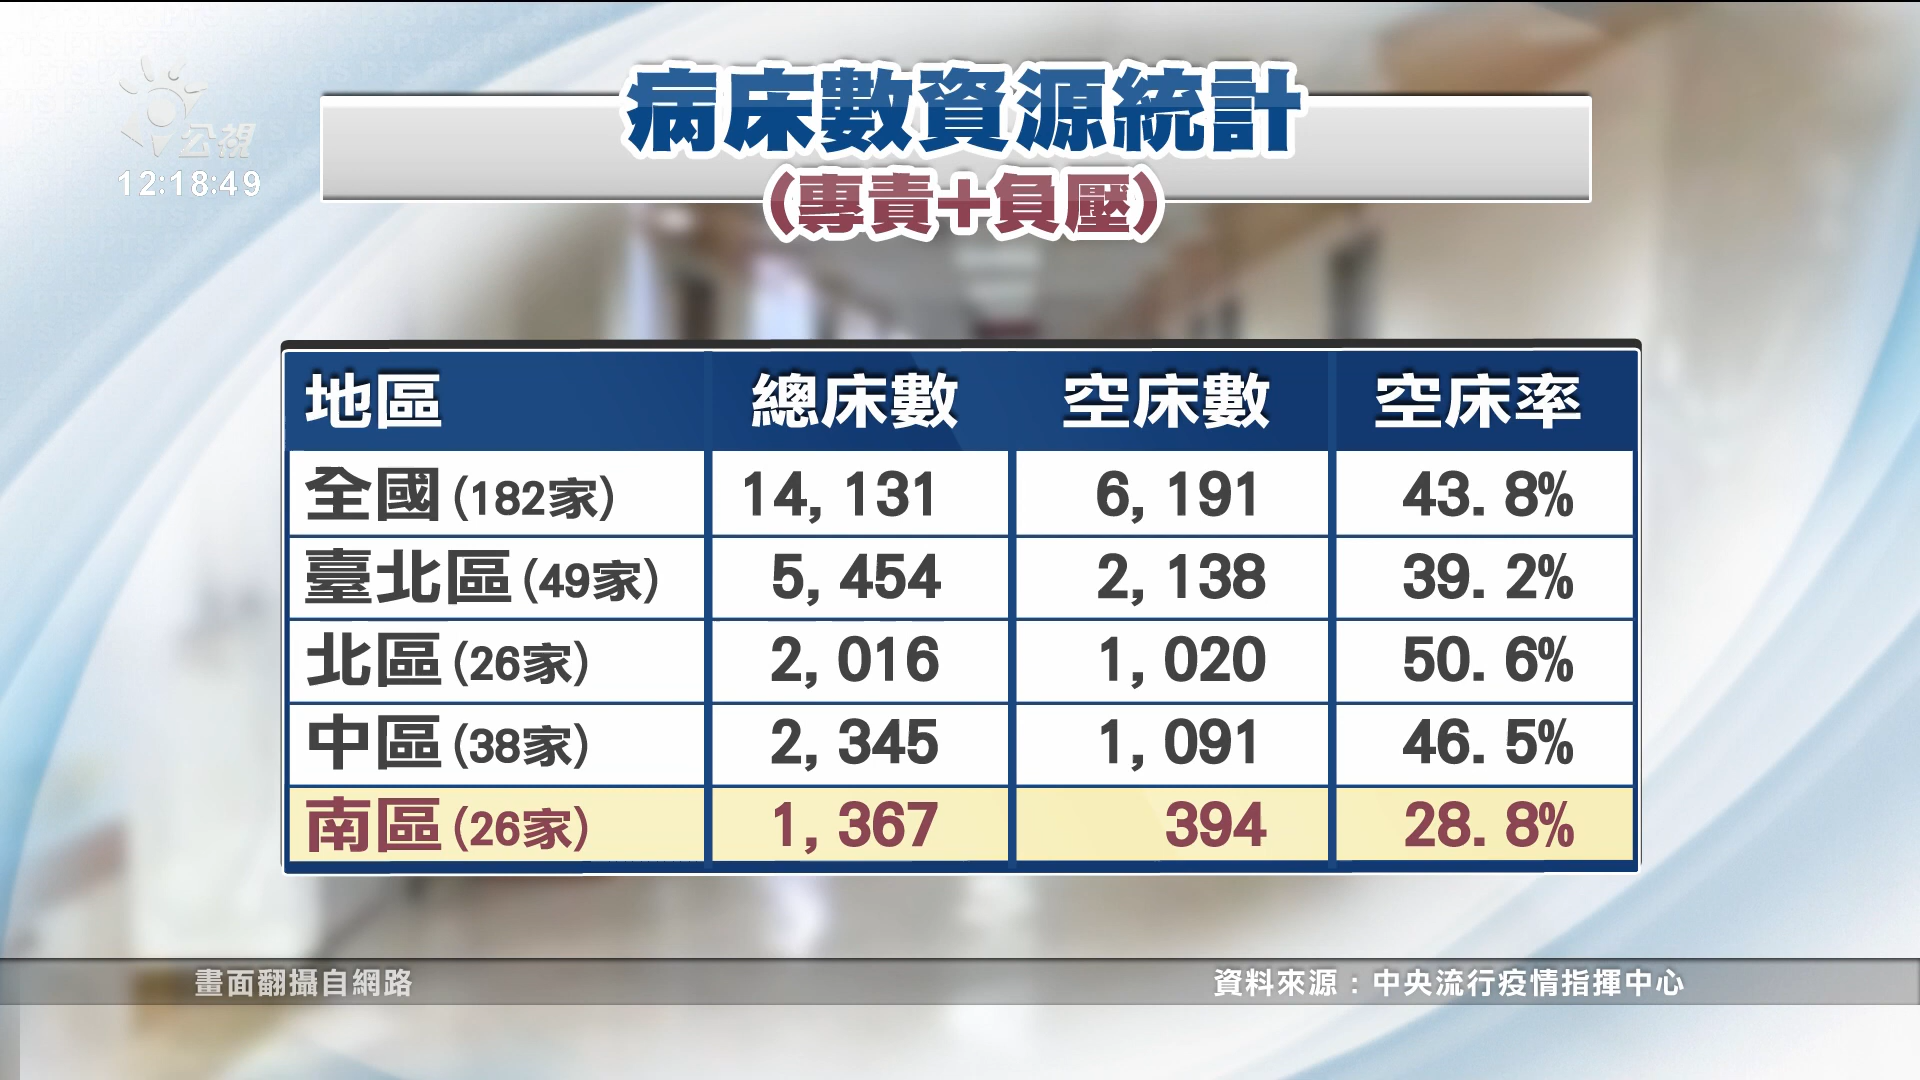 公視
12:18:49
病床數資源統計
(專責+負壓)
地區 總床數 空床數 空床率
全國(182家) 14,131 6,191 43.8%
臺北區(49家) 5,454 2,138 39.2%
北區(26家) 2,016 1,020 50.6%
中區(38家) 2,345 1,091 46.5%
南區(26家) 1,367 394 28.8%
畫面翻攝自網路 資料來源：中央流行疫情指揮中心